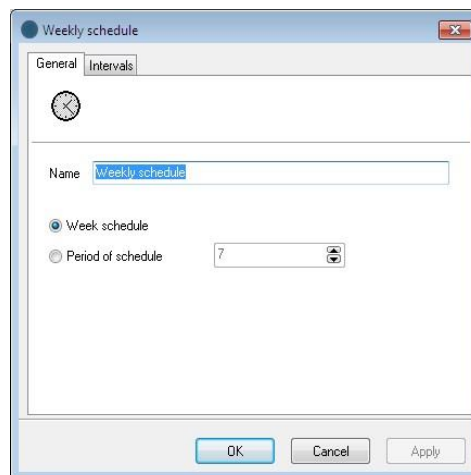 Weekly schedule
General Intervals
Name Weekly schedule
Week schedule
Period of schedule 7
OK Cancel Apply